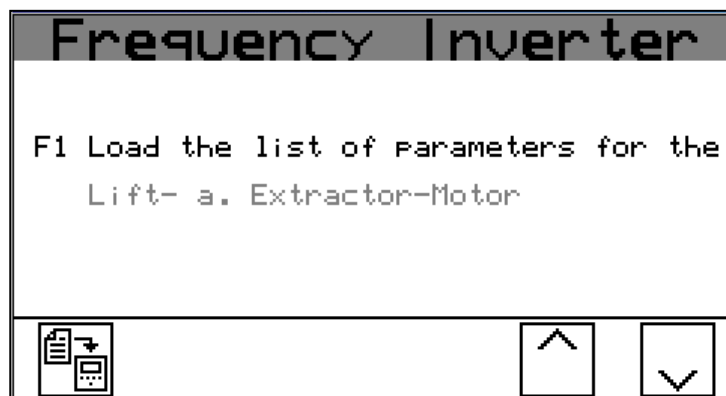 Frequency Inverter
F1 Load the list of parameters for the
Lift- a. Extractor-Motor